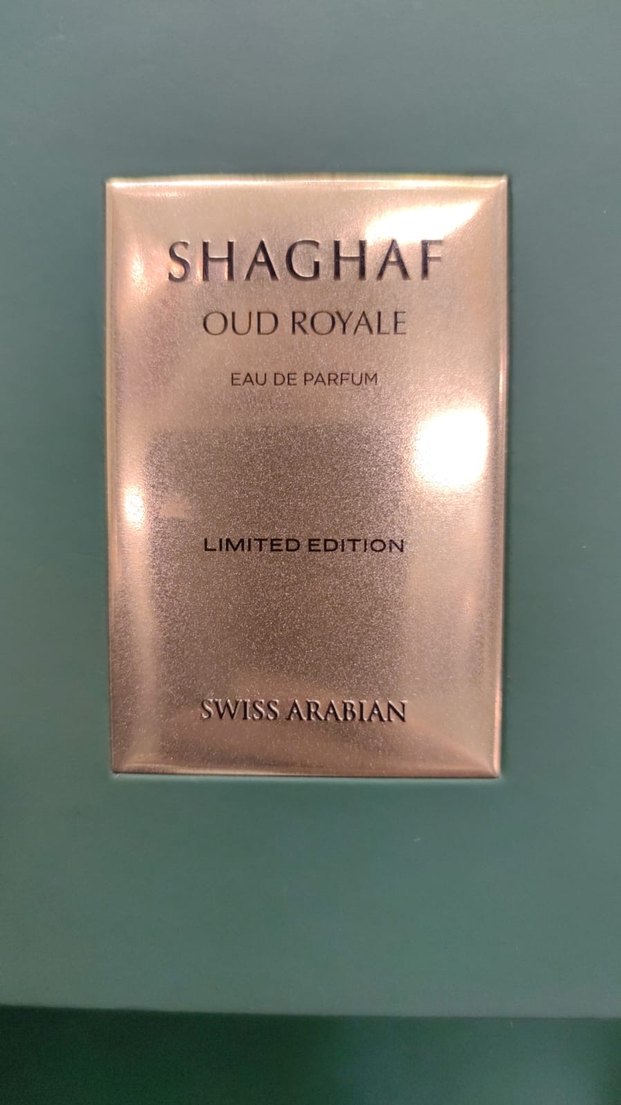 SHAGHAF
OUD ROYALE
EAU DE PARFUM
LIMITED EDITION
SWISS ARABIAN